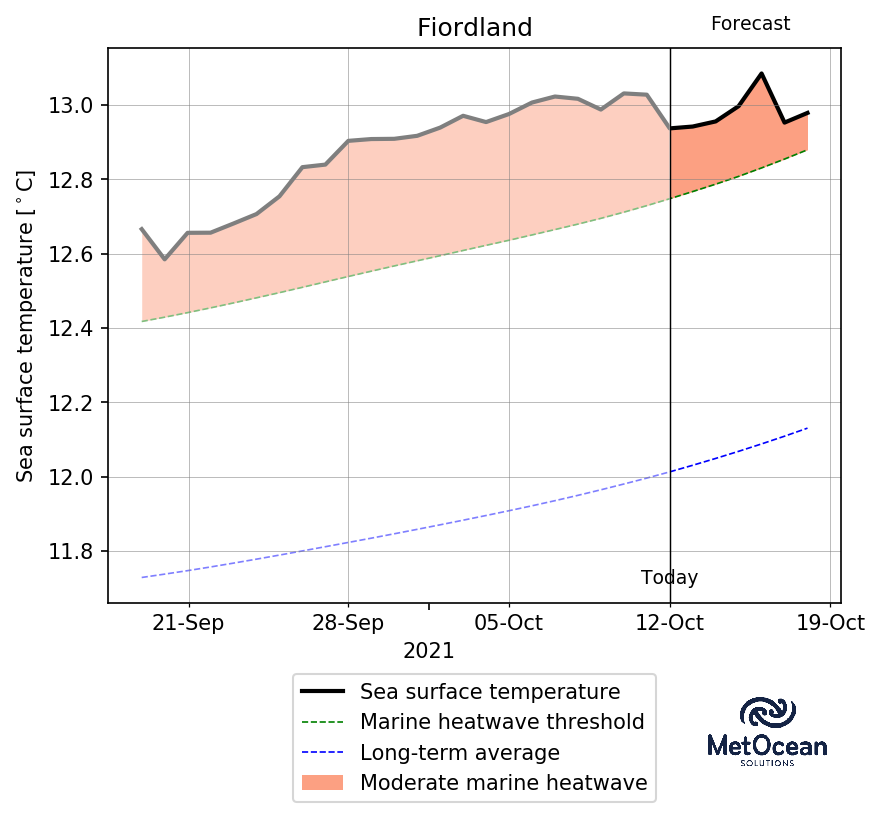 Fiordland
Forecast
Sea surface temperature [°C]
13.0
12.8
12.6
12.4
12.2
12.0
11.8
Today
21-Sep 28-Sep 05-Oct 12-Oct 19-Oct
2021
Sea surface temperature
Marine heatwave threshold
Long-term average
Moderate marine heatwave
MetOcean
SOLUTIONS